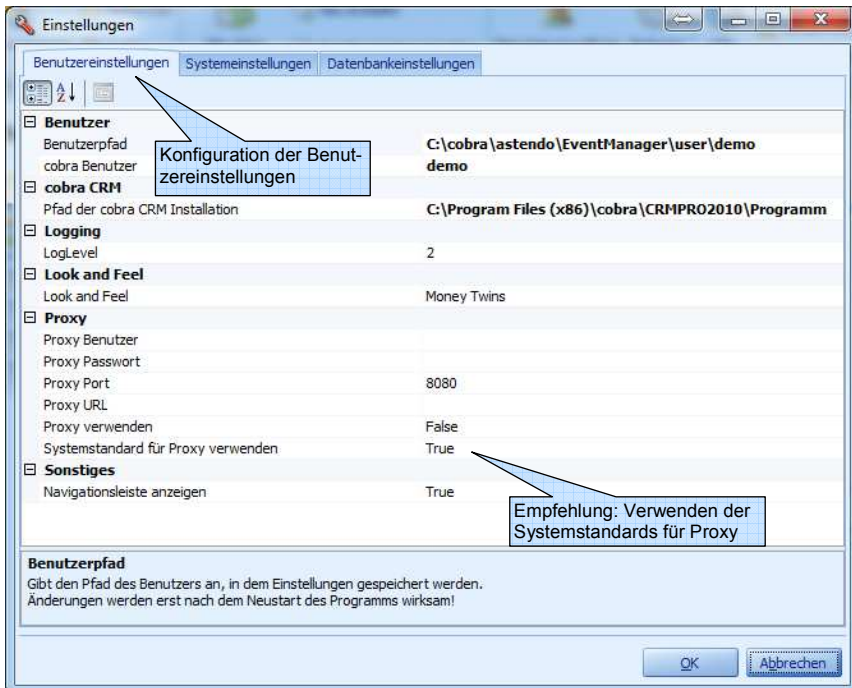 Einstellungen
Benutzereinstellungen Systemeinstellungen Datenbankeinstellungen
Benutzer
Benutzerpfad C:\cobra\astendo\EventManager\user\demo
cobra Benutzer demo
Konfiguration der Benut-
zereinstellungen
cobra CRM
Pfad der cobra CRM Installation C:\Program Files (x86)\cobra\CRMPRO2010\Programm
Logging
LogLevel 2
Look and Feel
Look and Feel Money Twins
Proxy
Proxy Benutzer
Proxy Passwort
Proxy Port 8080
Proxy URL
Proxy verwenden False
Systemstandard für Proxy verwenden True
Sonstiges
Navigationsleiste anzeigen True
Empfehlung: Verwenden der
Systemstandards für Proxy
Benutzerpfad
Gibt den Pfad des Benutzers an, in dem Einstellungen gespeichert werden.
Änderungen werden erst nach dem Neustart des Programms wirksam!
OK Abbrechen